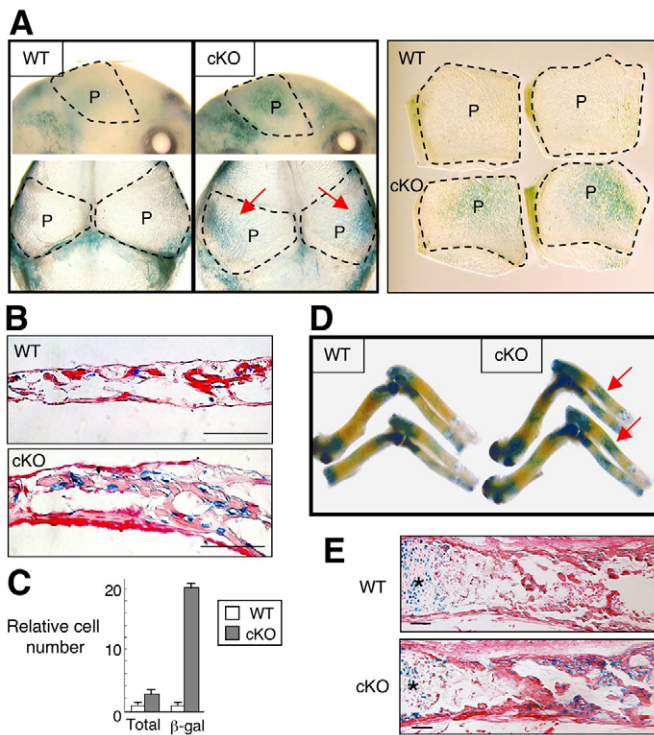 A
WT
cKO
P
P
P
P
P
P
WT
P
P
cKO
P
P
B
WT
cKO
C
20
10
0
Relative cell
number
WT
cKO
Total
β-gal
D
WT
cKO
E
WT
*
cKO
*